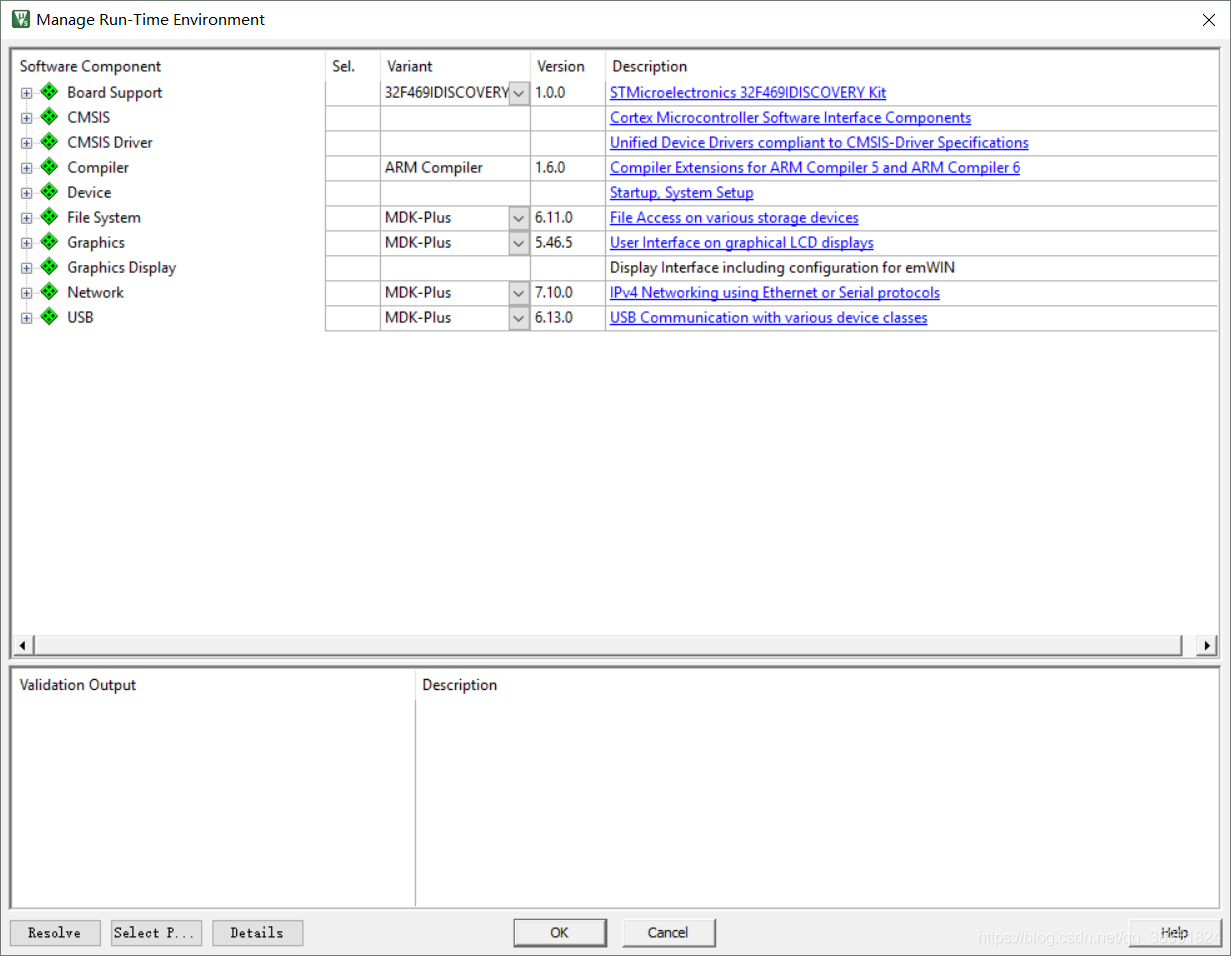 Manage Run-Time Environment
Software Component Sel. Variant Version Description
Board Support 32F469IDISCOVERY 1.0.0 STMicroelectronics 32F469IDISCOVERY Kit
CMSIS Cortex Microcontroller Software Interface Components
CMSIS Driver Unified Device Drivers compliant to CMSIS-Driver Specifications
Compiler ARM Compiler 1.6.0 Compiler Extensions for ARM Compiler 5 and ARM Compiler 6
Device Startup, System Setup
File System MDK-Plus 6.11.0 File Access on various storage devices
Graphics MDK-Plus 5.46.5 User Interface on graphical LCD displays
Graphics Display Display Interface including configuration for emWIN
Network MDK-Plus 7.10.0 IPv4 Networking using Ethernet or Serial protocols
USB MDK-Plus 6.13.0 USB Communication with various device classes
Validation Output Description
Resolve Select P... Details OK Cancel Help